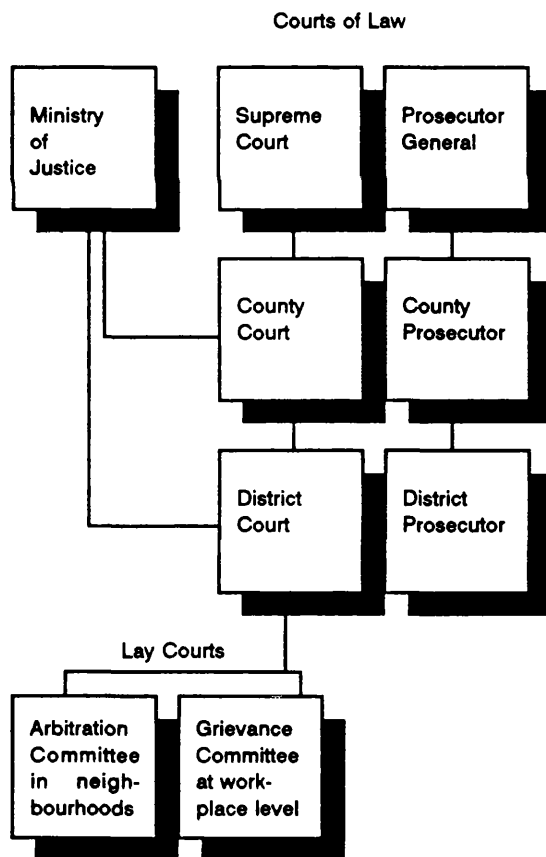 Courts of Law
Ministry
of
Justice
Supreme
Court
Prosecutor
General
County
Court
County
Prosecutor
District
Court
District
Prosecutor
Lay Courts
Arbitration
Committee
in neigh-
bourhoods
Grievance
Committee
at work-
place level